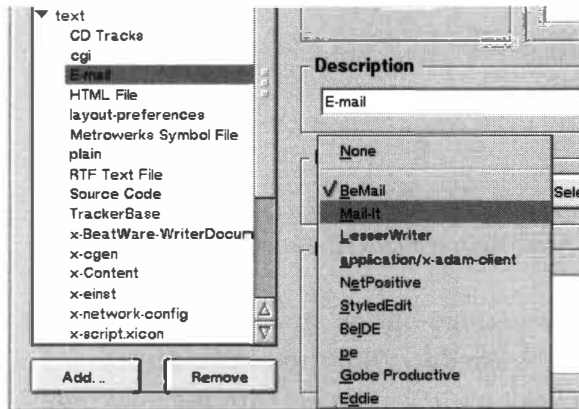 text
CD Tracks
cgi
E-mail
HTML File
layout-preferences
Metrowerks Symbol File
plain
RTF Text File
Source Code
TrackerBase
x-BeatWare-WriterDocum
x-cgen
x-Content
x-einst
x-network-config
x-script.xicon
Add...
Remove
Description
E-mail
None
√ BeMail
Mail-It
LesserWriter
application/x-adam-client
NetPositive
StyledEdit
BeIDE
pe
Gobe Productive
Eddie
Sele